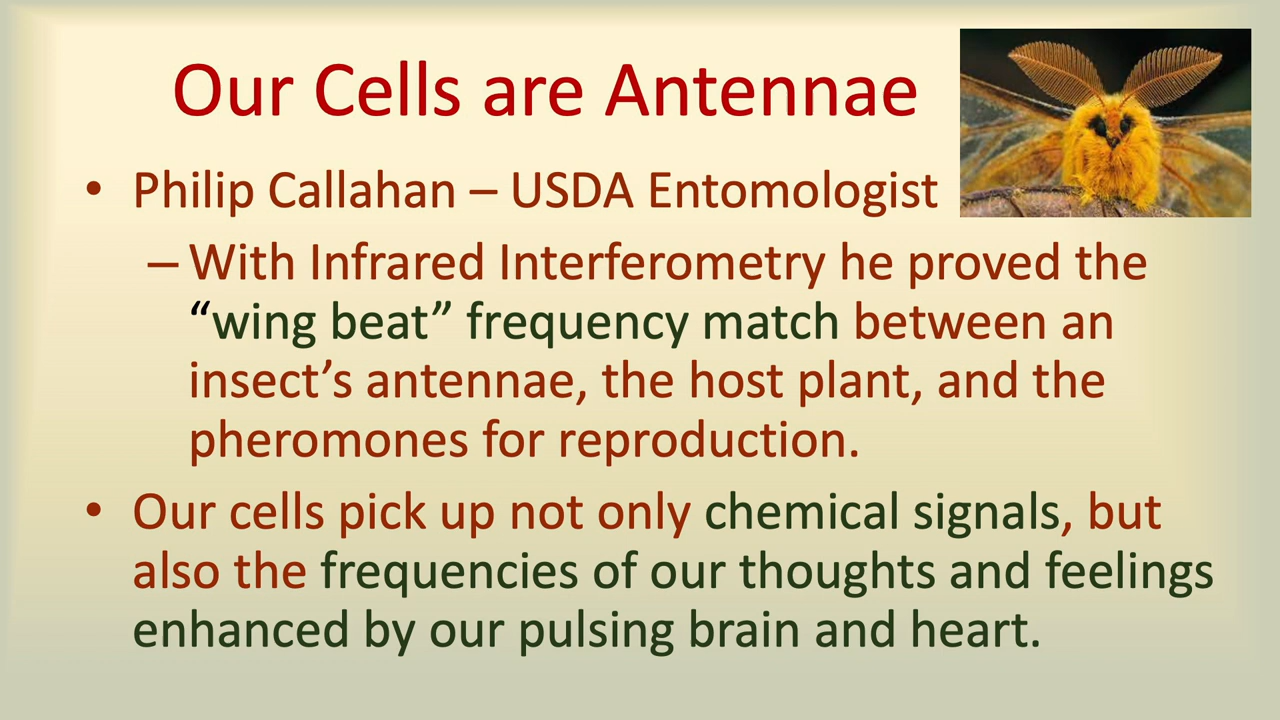 Our Cells are Antennae
• Philip Callahan – USDA Entomologist
– With Infrared Interferometry he proved the
“wing beat” frequency match between an
insect’s antennae, the host plant, and the
pheromones for reproduction.
• Our cells pick up not only chemical signals, but
also the frequencies of our thoughts and feelings
enhanced by our pulsing brain and heart.